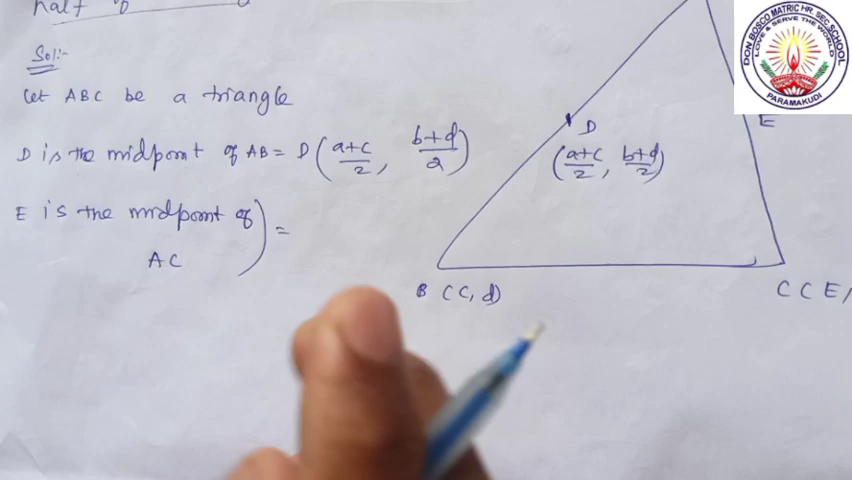 half of
Sol:-
Let ABC be a triangle
D is the midpoint of AB = D (a+c/2, b+d/2)
E is the midpoint of AC ) =
D
(a+c/2, b+d/2)
E
B (C, d)
C ( E,
DON BOSCO MATRIC HR. SEC. SCHOOL
LOVE & SERVE THE WORLD
PARAMAKUDI